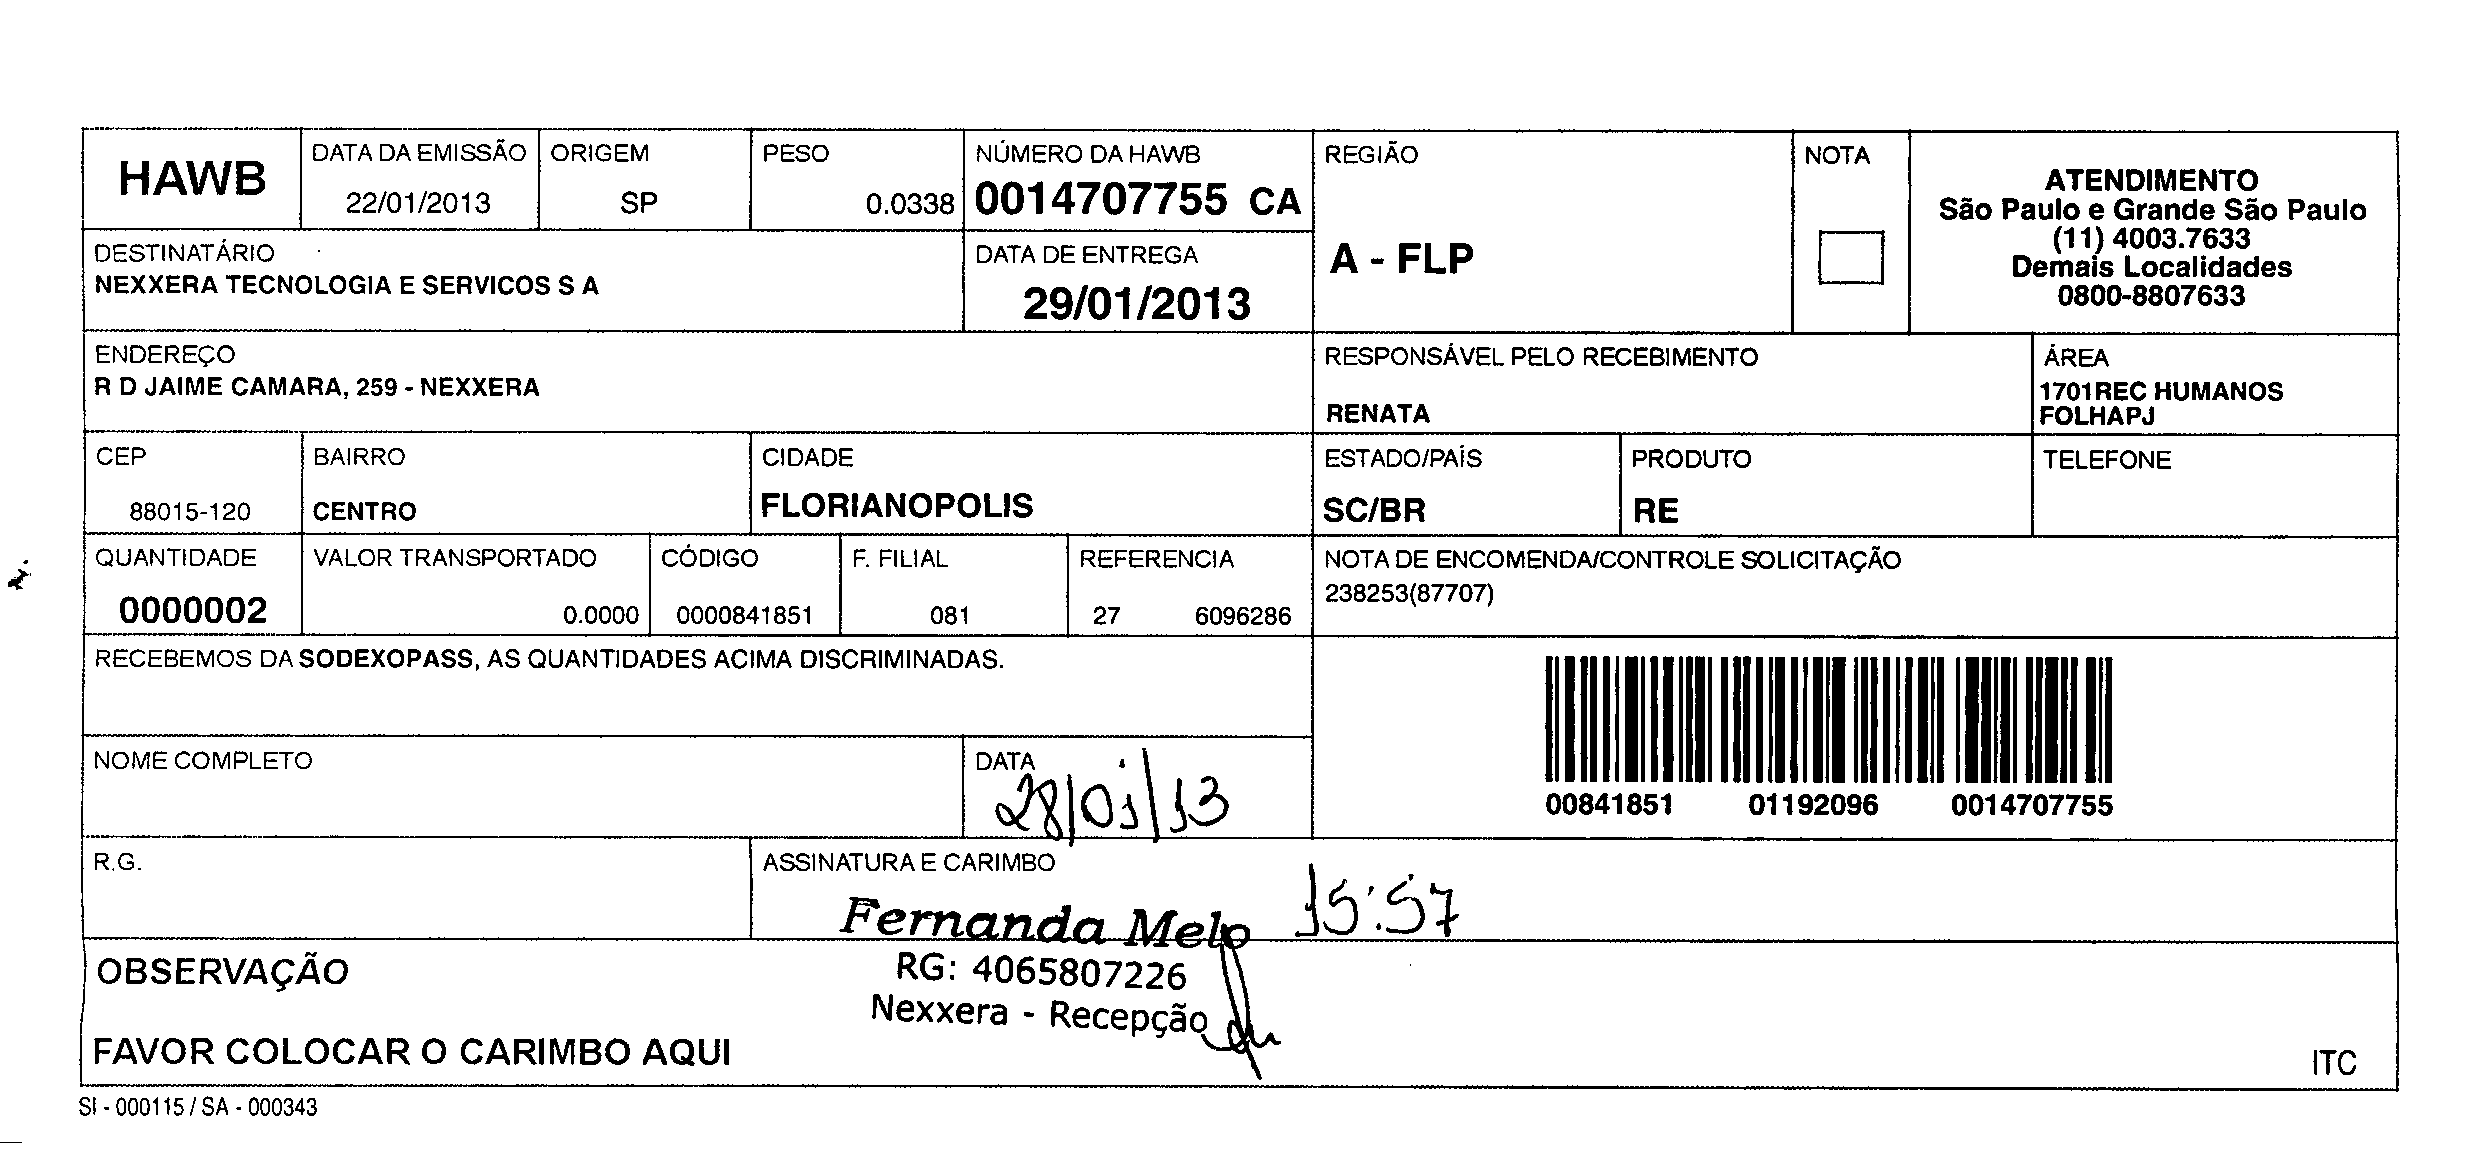 HAWB
DATA DA EMISSÃO
22/01/2013
ORIGEM
SP
PESO
0.0338
NÚMERO DA HAWB
0014707755 CA
REGIÃO
A - FLP
NOTA
ATENDIMENTO
São Paulo e Grande São Paulo
(11) 4003.7633
Demais Localidades
0800-8807633
DESTINATÁRIO
NEXXERA TECNOLOGIA E SERVICOS S A
DATA DE ENTREGA
29/01/2013
ENDEREÇO
R D JAIME CAMARA, 259 - NEXXERA
RESPONSÁVEL PELO RECEBIMENTO
RENATA
ÁREA
1701REC HUMANOS
FOLHAPJ
CEP
88015-120
BAIRRO
CENTRO
CIDADE
FLORIANOPOLIS
ESTADO/PAÍS
SC/BR
PRODUTO
RE
TELEFONE
QUANTIDADE
0000002
VALOR TRANSPORTADO
0.0000
CÓDIGO
0000841851
F. FILIAL
081
REFERENCIA
27 6096286
NOTA DE ENCOMENDA/CONTROLE SOLICITAÇÃO
238253(87707)
RECEBEMOS DA SODEXOPASS, AS QUANTIDADES ACIMA DISCRIMINADAS.
00841851 01192096 0014707755
NOME COMPLETO
DATA
28/01/13
R.G.
ASSINATURA E CARIMBO
15:57
Fernanda Melo
RG: 4065807226
Nexxera - Recepção
OBSERVAÇÃO
FAVOR COLOCAR O CARIMBO AQUI
ITC
SI - 000115 / SA - 000343